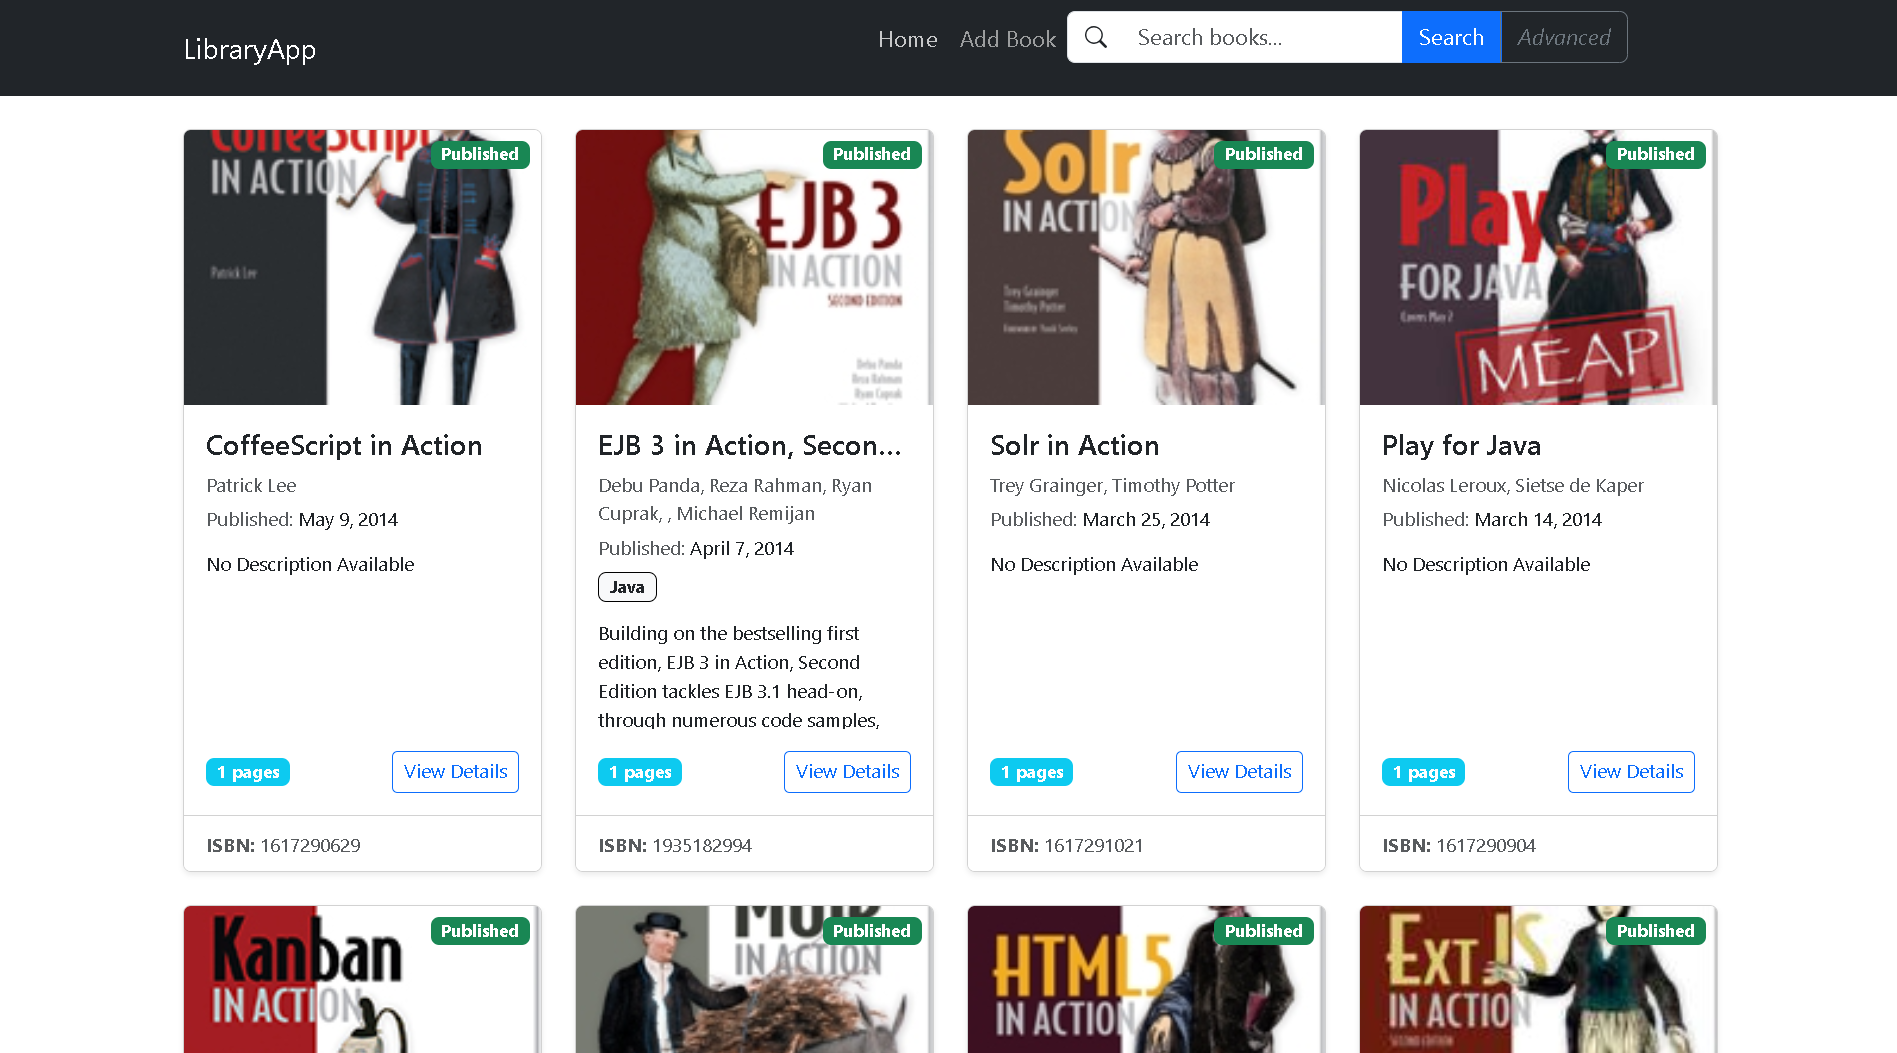 LibraryApp
Home
Add Book
Search books...
Search
Advanced
CoffeeScript
IN ACTION
Patrick Lee
Published
CoffeeScript in Action
Patrick Lee
Published: May 9, 2014
No Description Available
1 pages
View Details
ISBN: 1617290629
Published
EJB 3
IN ACTION
SECOND EDITION
Debu Panda
Reza Rahman
Ryan Cuprak
EJB 3 in Action, Secon...
Debu Panda, Reza Rahman, Ryan
Cuprak, , Michael Remijan
Published: April 7, 2014
Java
Building on the bestselling first
edition, EJB 3 in Action, Second
Edition tackles EJB 3.1 head-on,
through numerous code samples,
1 pages
View Details
ISBN: 1935182994
Solr
IN ACTION
Trey Grainger
Timothy Potter
Published
Solr in Action
Trey Grainger, Timothy Potter
Published: March 25, 2014
No Description Available
1 pages
View Details
ISBN: 1617291021
Published
Play
FOR JAVA
Covers Play 2
MEAP
Play for Java
Nicolas Leroux, Sietse de Kaper
Published: March 14, 2014
No Description Available
1 pages
View Details
ISBN: 1617290904
Kanban
IN ACTION
Published
Mule
IN ACTION
Published
HTML5
IN ACTION
Published
Ext JS
IN ACTION
SECOND EDITION
Published